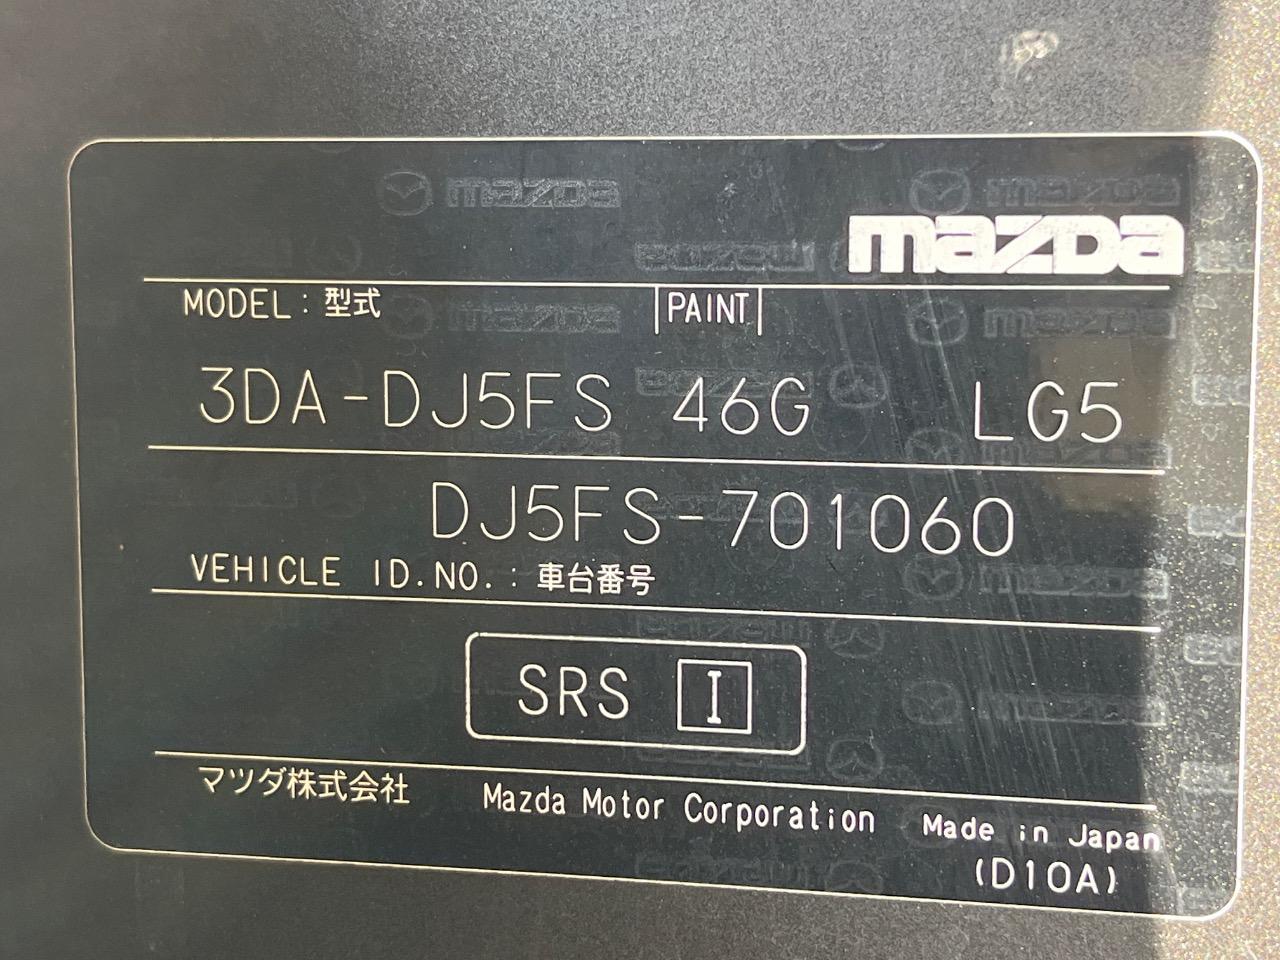 mazda
MODEL：型式 PAINT
3DA-DJ5FS 46G LG5
DJ5FS-701060
VEHICLE ID.NO.：車台番号
SRS I
マツダ株式会社 Mazda Motor Corporation Made in Japan
(D10A)